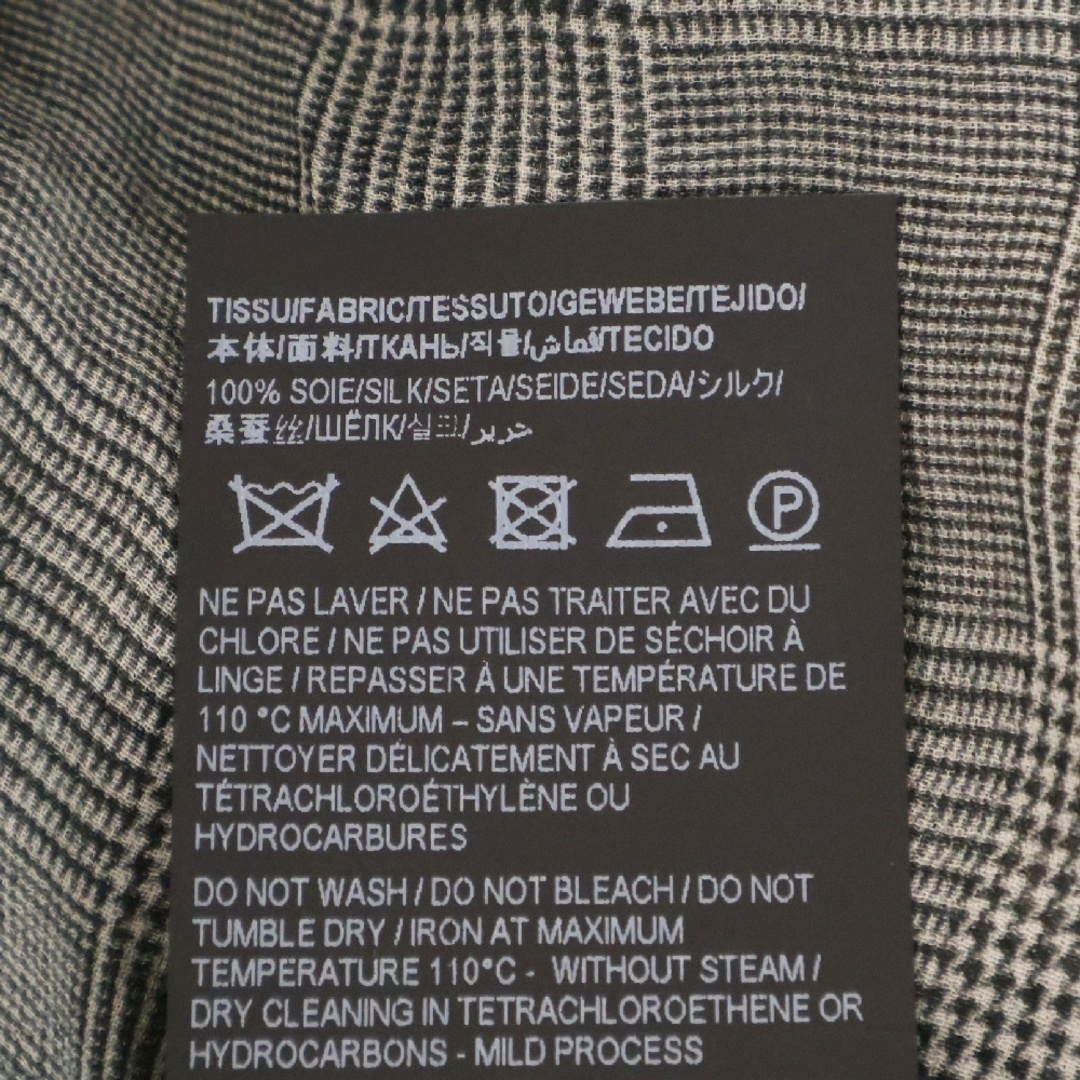 TISSU/FABRIC/TESSUTO/GEWEBE/TEJIDO/
本体/面料/ТКАНЬ/직물/قماش/TECIDO
100% SOIE/SILK/SETA/SEIDE/SEDA/シルク/
桑蚕丝/ШЁЛК/실크/حرير
P
NE PAS LAVER / NE PAS TRAITER AVEC DU
CHLORE / NE PAS UTILISER DE SÉCHOIR À
LINGE / REPASSER À UNE TEMPÉRATURE DE
110 °C MAXIMUM – SANS VAPEUR /
NETTOYER DÉLICATEMENT À SEC AU
TÉTRACHLOROÉTHYLÈNE OU
HYDROCARBURES
DO NOT WASH / DO NOT BLEACH / DO NOT
TUMBLE DRY / IRON AT MAXIMUM
TEMPERATURE 110°C - WITHOUT STEAM /
DRY CLEANING IN TETRACHLOROETHENE OR
HYDROCARBONS - MILD PROCESS